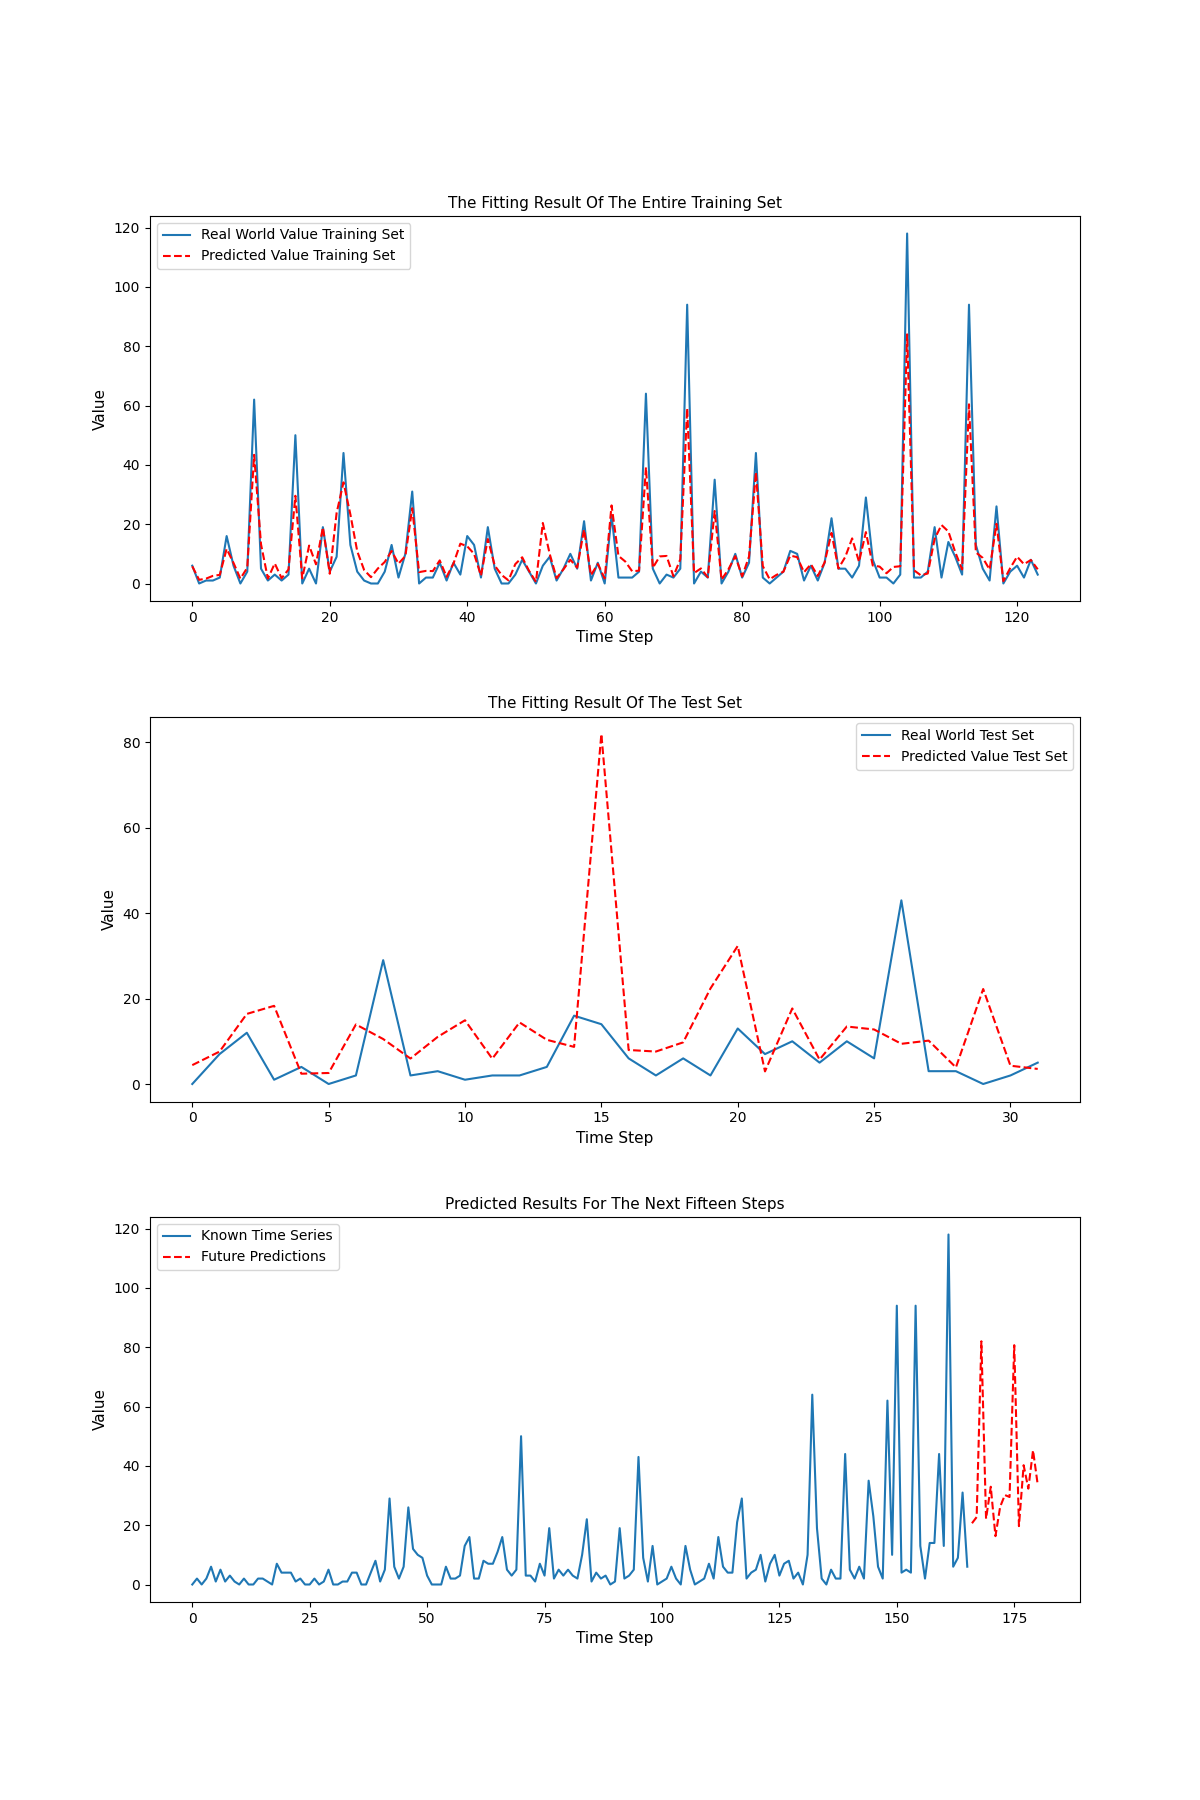 The Fitting Result Of The Entire Training Set
Real World Value Training Set
Predicted Value Training Set
Value
120
100
80
60
40
20
0
0 20 40 60 80 100 120
Time Step
The Fitting Result Of The Test Set
Real World Test Set
Predicted Value Test Set
Value
80
60
40
20
0
0 5 10 15 20 25 30
Time Step
Predicted Results For The Next Fifteen Steps
Known Time Series
Future Predictions
Value
120
100
80
60
40
20
0
0 25 50 75 100 125 150 175
Time Step